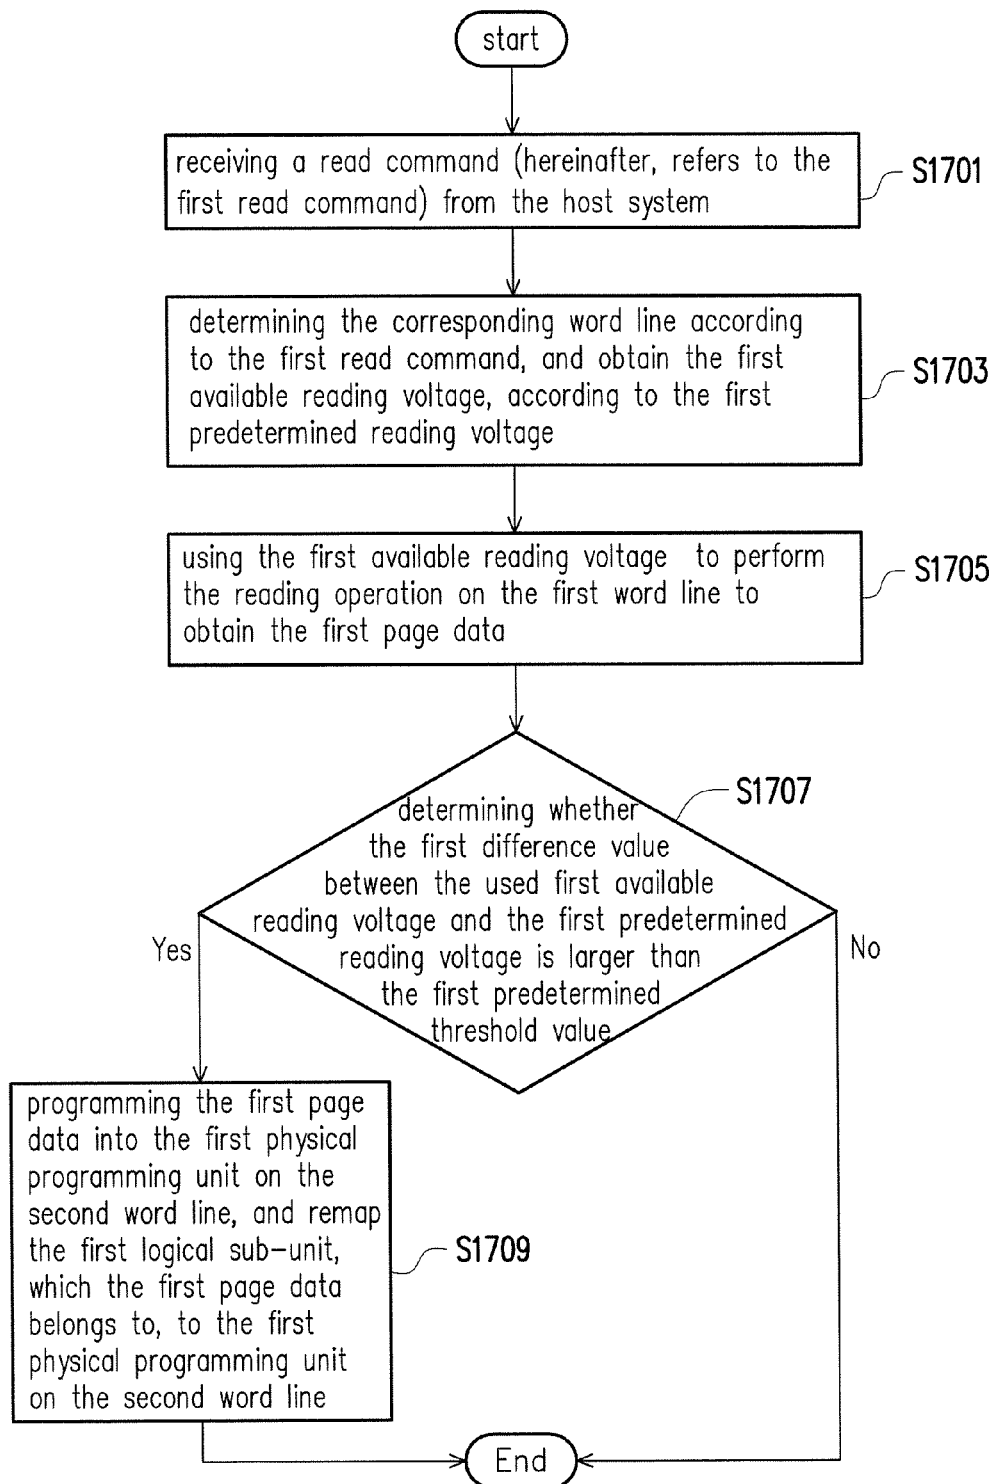 start
receiving a read command (hereinafter, refers to the
first read command) from the host system
S1701
determining the corresponding word line according
to the first read command, and obtain the first
available reading voltage, according to the first
predetermined reading voltage
S1703
using the first available reading voltage to perform
the reading operation on the first word line to
obtain the first page data
S1705
determining whether
the first difference value
between the used first available
reading voltage and the first predetermined
reading voltage is larger than
the first predetermined
threshold value
S1707
Yes
No
programming the first page
data into the first physical
programming unit on the
second word line, and remap
the first logical sub-unit,
which the first page data
belongs to, to the first
physical programming unit
on the second word line
S1709
End